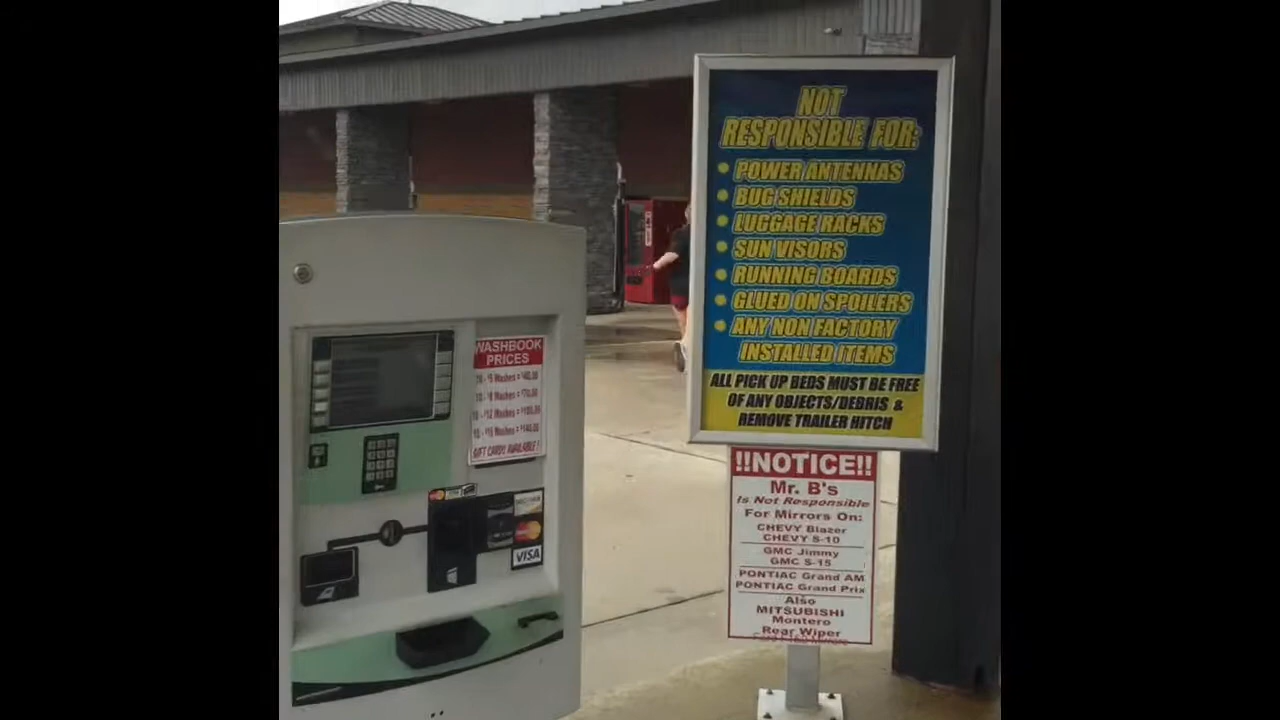 NOT
RESPONSIBLE FOR:
POWER ANTENNAS
BUG SHIELDS
LUGGAGE RACKS
SUN VISORS
RUNNING BOARDS
GLUED ON SPOILERS
ANY NON FACTORY
INSTALLED ITEMS
ALL PICK UP BEDS MUST BE FREE
OF ANY OBJECTS/DEBRIS &
REMOVE TRAILER HITCH
!!NOTICE!!
Mr. B's
Is Not Responsible
For Mirrors On:
CHEVY Blazer
CHEVY S-10
GMC Jimmy
GMC S-15
PONTIAC Grand AM
PONTIAC Grand Prix
Also
MITSUBISHI
Montero
Rear Wiper
WASHBOOK
PRICES
GIFT CARDS AVAILABLE!
VISA